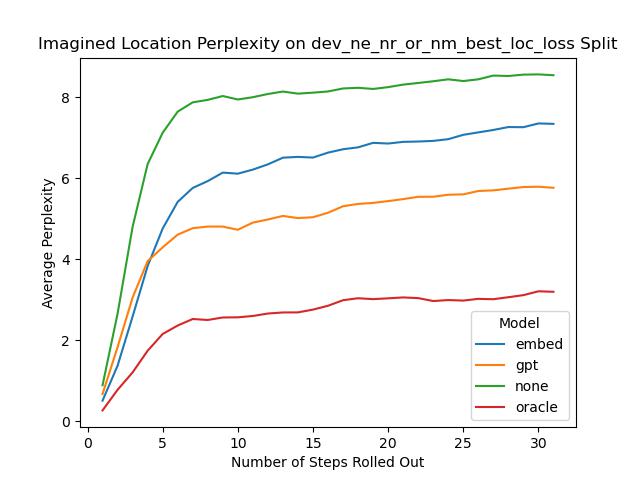 Imagined Location Perplexity on dev_ne_nr_or_nm_best_loc_loss Split
Average Perplexity
8
6
4
2
0
0 5 10 15 20 25 30
Number of Steps Rolled Out
Model
embed
gpt
none
oracle